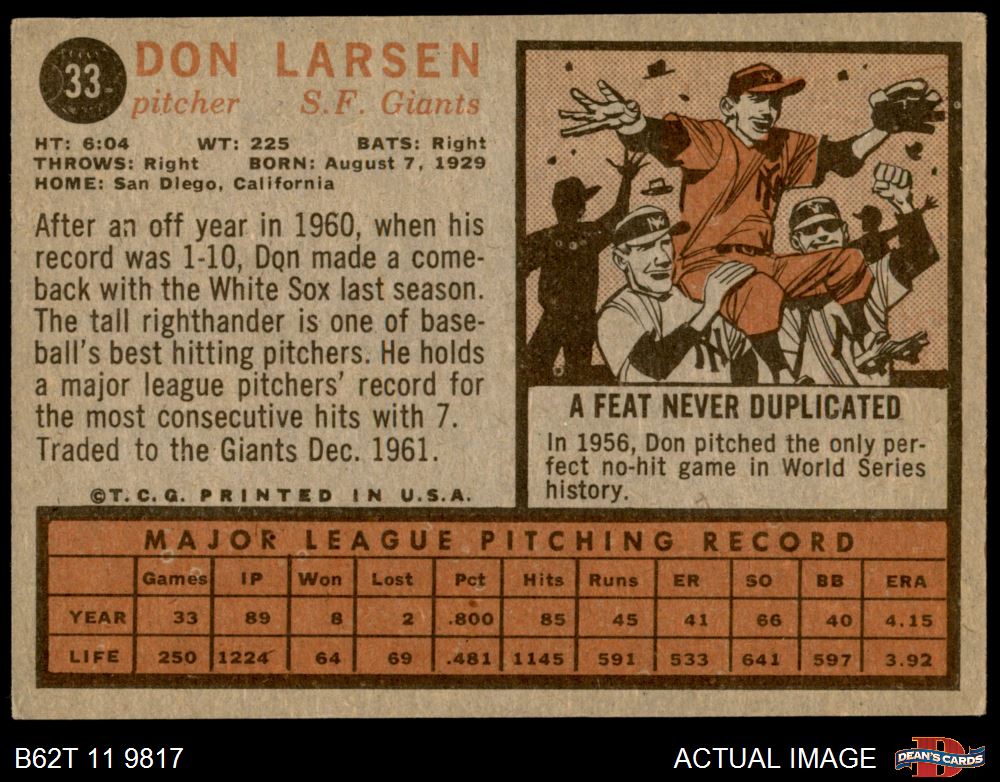 33
DON LARSEN
pitcher S.F. Giants
HT: 6:04 WT: 225 BATS: Right
THROWS: Right BORN: August 7, 1929
HOME: San Diego, California
After an off year in 1960, when his
record was 1-10, Don made a come-
back with the White Sox last season.
The tall righthander is one of base-
ball's best hitting pitchers. He holds
a major league pitchers' record for
the most consecutive hits with 7.
Traded to the Giants Dec. 1961.
©T.C.G. PRINTED IN U.S.A.
NY
NY
NY
A FEAT NEVER DUPLICATED
In 1956, Don pitched the only per-
fect no-hit game in World Series
history.
MAJOR LEAGUE PITCHING RECORD
Games IP Won Lost Pct Hits Runs ER SO BB ERA
YEAR 33 89 8 2 .800 85 45 41 66 40 4.15
LIFE 250 1224 64 69 .481 1145 591 533 641 597 3.92
B62T 11 9817
ACTUAL IMAGE
D
DEAN'S CARDS